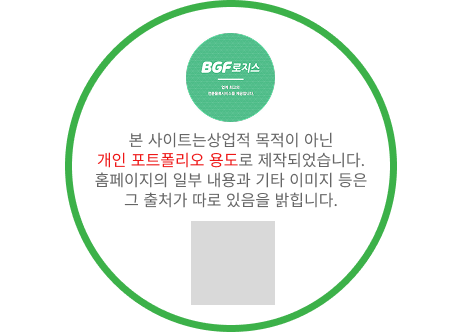 BGF로지스
본 사이트는상업적 목적이 아닌
개인 포트폴리오 용도로 제작되었습니다.
홈페이지의 일부 내용과 기타 이미지 등은
그 출처가 따로 있음을 밝힙니다.